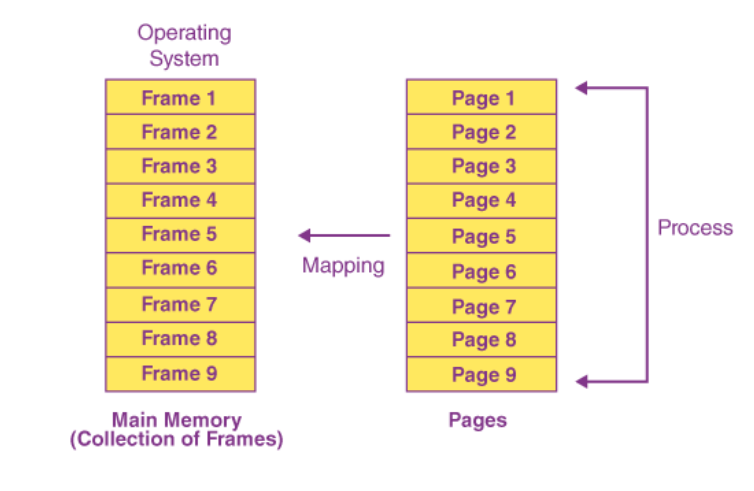 Operating
System
Frame 1
Frame 2
Frame 3
Frame 4
Frame 5
Frame 6
Frame 7
Frame 8
Frame 9
Main Memory
(Collection of Frames)
Mapping
Page 1
Page 2
Page 3
Page 4
Page 5
Page 6
Page 7
Page 8
Page 9
Pages
Process